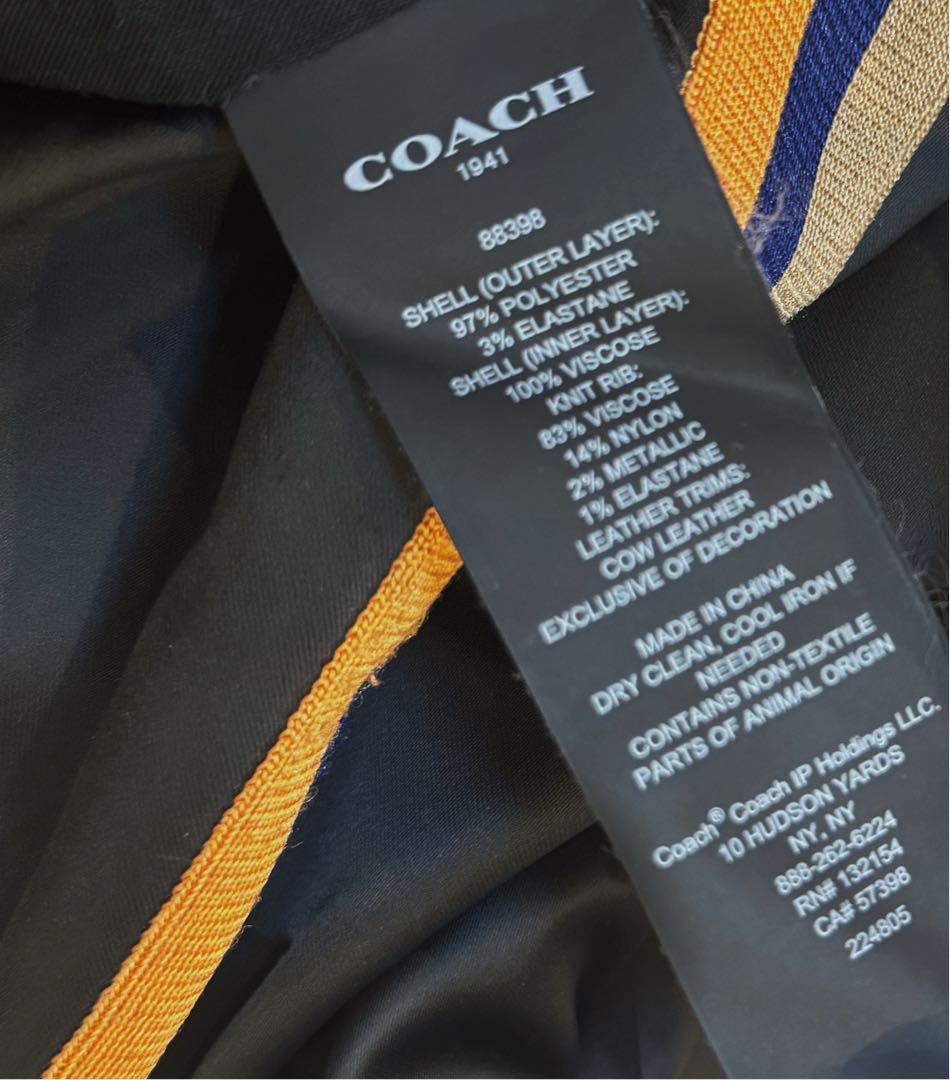 COACH
1941
88398
SHELL (OUTER LAYER):
97% POLYESTER
3% ELASTANE
SHELL (INNER LAYER):
100% VISCOSE
KNIT RIB:
83% VISCOSE
14% NYLON
2% METALLIC
1% ELASTANE
LEATHER TRIMS:
COW LEATHER
EXCLUSIVE OF DECORATION
MADE IN CHINA
DRY CLEAN, COOL IRON IF
NEEDED
CONTAINS NON-TEXTILE
PARTS OF ANIMAL ORIGIN
Coach® Coach IP Holdings LLC.
10 HUDSON YARDS
NY, NY
888-262-6224
RN# 132154
CA# 57398
224805